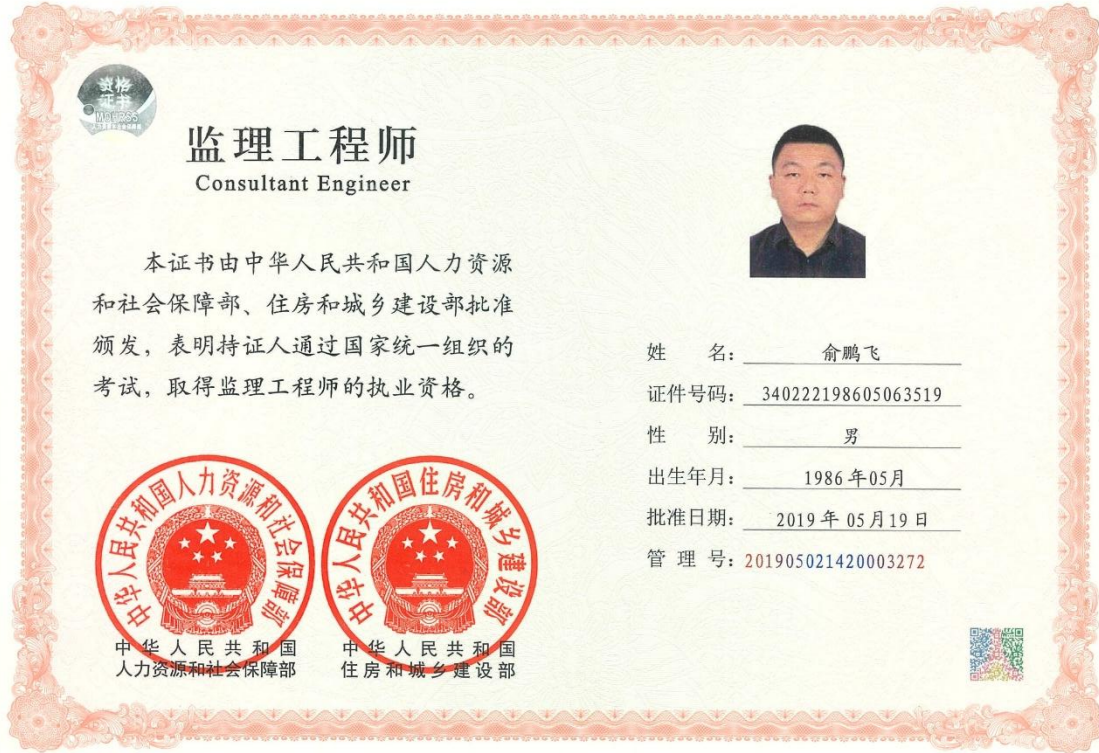 资格
证书
MOHRSS
监理工程师
Consultant Engineer
本证书由中华人民共和国人力资源
和社会保障部、住房和城乡建设部批准
颁发，表明持证人通过国家统一组织的
考试，取得监理工程师的执业资格。
中华人民共和国人力资源和社会保障部
中华人民共和国住房和城乡建设部
中华人民共和国
人力资源和社会保障部
中华人民共和国
住房和城乡建设部
姓 名：俞鹏飞
证件号码：340222198605063519
性 别：男
出生年月：1986年05月
批准日期：2019年05月19日
管 理 号：201905021420003272